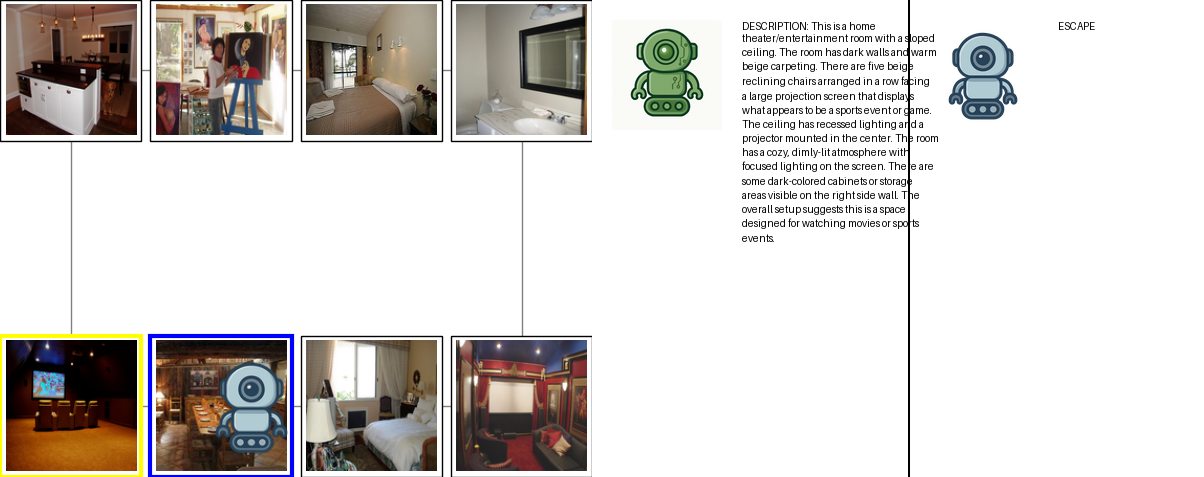 DESCRIPTION: This is a home
theater/entertainment room with a sloped
ceiling. The room has dark walls and warm
beige carpeting. There are five beige
reclining chairs arranged in a row facing
a large projection screen that displays
what appears to be a sports event or game.
The ceiling has recessed lighting and a
projector mounted in the center. The room
has a cozy, dimly-lit atmosphere with
focused lighting on the screen. There are
some dark-colored cabinets or storage
areas visible on the right side wall. The
overall setup suggests this is a space
designed for watching movies or sports
events.
ESCAPE